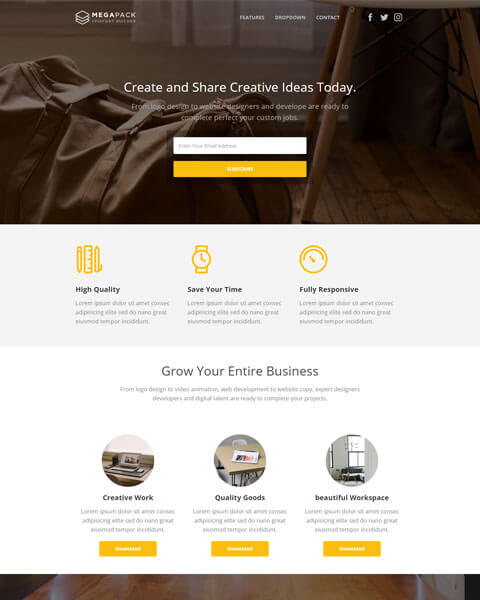 MEGAPACK
FEATURES DROPDOWN CONTACT
Create and Share Creative Ideas Today.
From logo design to website designers and develope are ready to
complete perfect your custom jobs.
Enter Your Email Address
SUBSCRIBE
High Quality
Lorem ipsum dolor sit amet consec
adipisicing elite sed do nano great
eiusmod tempor incididunt.
Save Your Time
Lorem ipsum dolor sit amet consec
adipisicing elite sed do nano great
eiusmod tempor incididunt.
Fully Responsive
Lorem ipsum dolor sit amet consec
adipisicing elite sed do nano great
eiusmod tempor incididunt.
Grow Your Entire Business
From logo design to video animation, web development to website copy, expert designers
developers and digital talent are ready to complete your projects.
Creative Work
Lorem ipsum dolor sit amet consec
adipisicing elite sed do nano great
eiusmod tempor incididunt.
Download
Quality Goods
Lorem ipsum dolor sit amet consec
adipisicing elite sed do nano great
eiusmod tempor incididunt.
Download
beautiful Workspace
Lorem ipsum dolor sit amet consec
adipisicing elite sed do nano great
eiusmod tempor incididunt.
Download